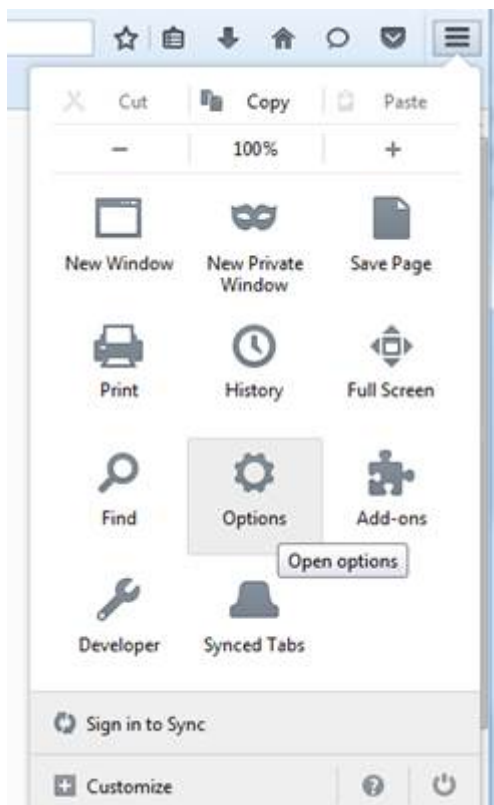 Cut Copy Paste
− 100% +
New Window New Private Window Save Page
Print History Full Screen
Find Options Add-ons
Open options
Developer Synced Tabs
Sign in to Sync
Customize